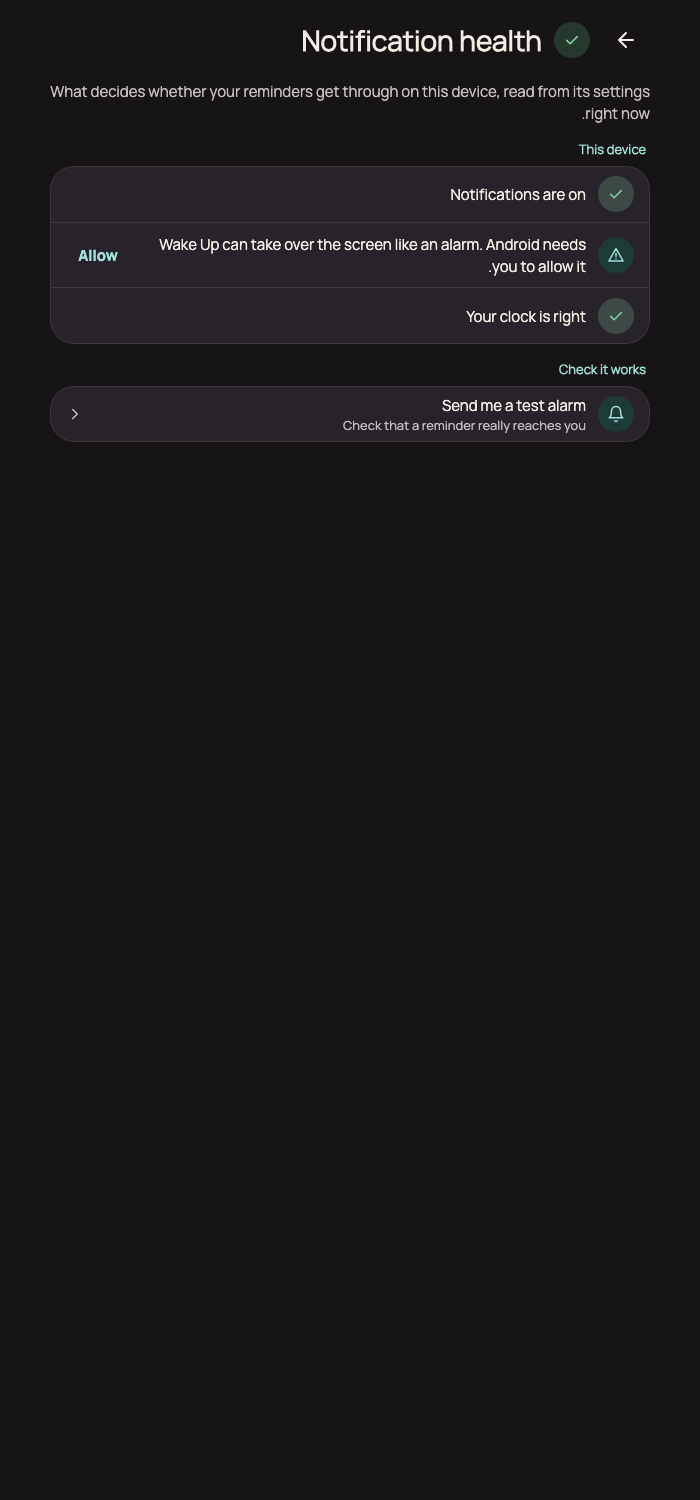 Notification health
What decides whether your reminders get through on this device, read from its settings
.right now
This device
Notifications are on
Wake Up can take over the screen like an alarm. Android needs
.you to allow it
Allow
Your clock is right
Check it works
Send me a test alarm
Check that a reminder really reaches you